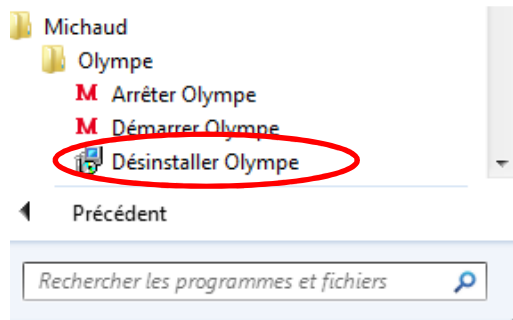 Michaud
Olympe
M Arrêter Olympe
M Démarrer Olympe
Désinstaller Olympe
Précédent
Rechercher les programmes et fichiers